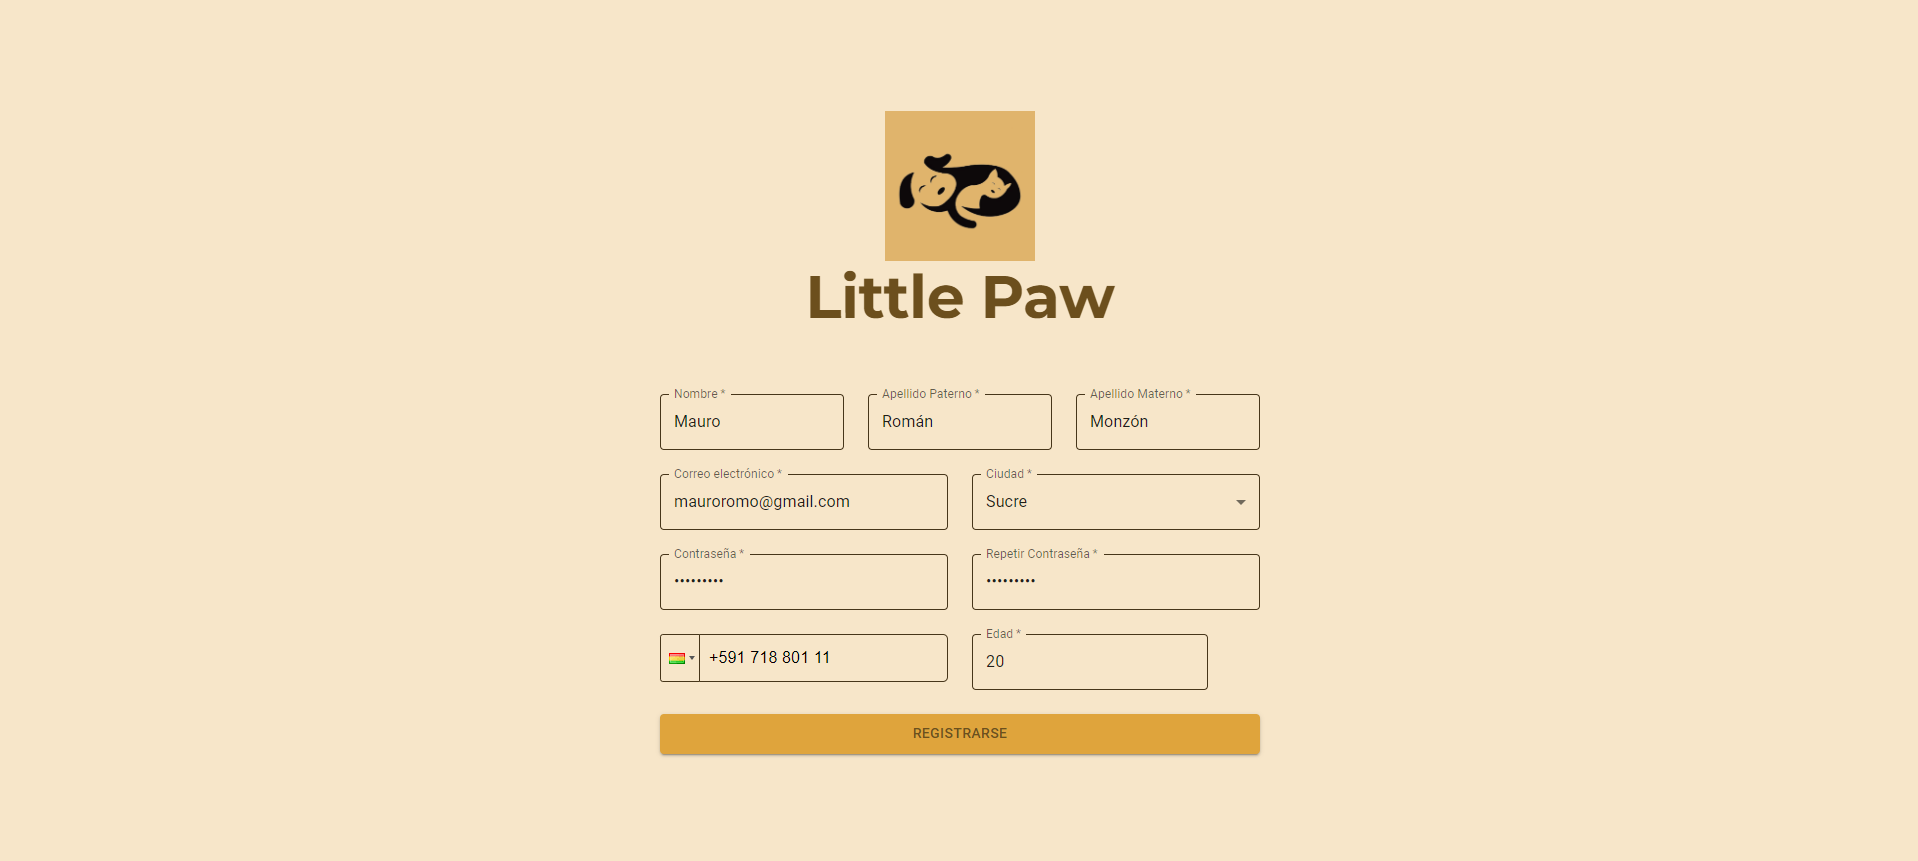 Little Paw
Nombre * Apellido Paterno * Apellido Materno *
Mauro Román Monzón
Correo electrónico * Ciudad *
mauroromo@gmail.com Sucre
Contraseña * Repetir Contraseña *
••••••••• •••••••••
Edad *
+591 718 801 11 20
REGISTRARSE